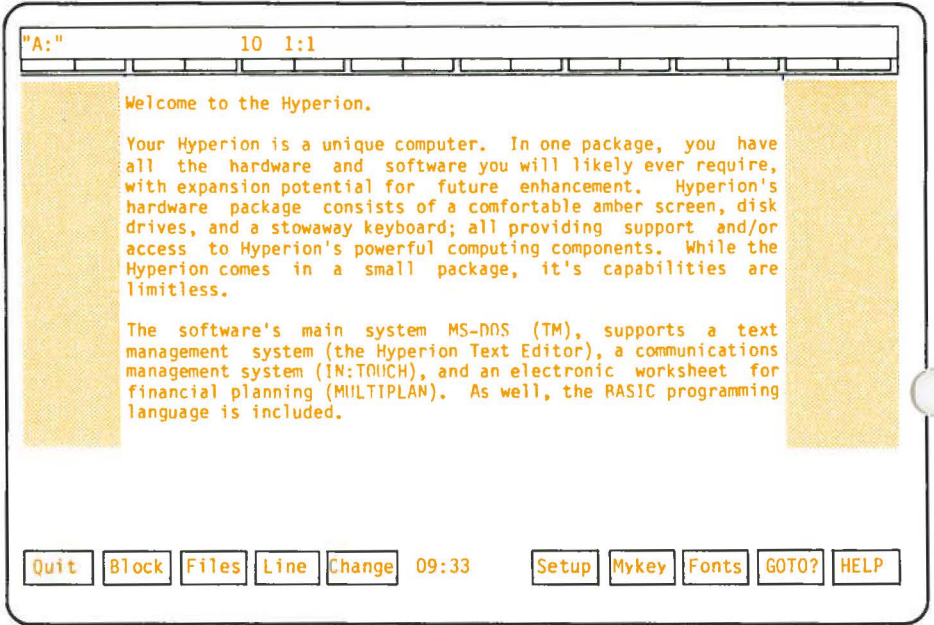 "A:" 10 1:1
Welcome to the Hyperion.
Your Hyperion is a unique computer. In one package, you have
all the hardware and software you will likely ever require,
with expansion potential for future enhancement. Hyperion's
hardware package consists of a comfortable amber screen, disk
drives, and a stowaway keyboard; all providing support and/or
access to Hyperion's powerful computing components. While the
Hyperion comes in a small package, it's capabilities are
limitless.
The software's main system MS-DOS (TM), supports a text
management system (the Hyperion Text Editor), a communications
management system (IN:TOUCH), and an electronic worksheet for
financial planning (MULTIPLAN). As well, the BASIC programming
language is included.
Quit Block Files Line Change 09:33 Setup Mykey Fonts GOTO? HELP